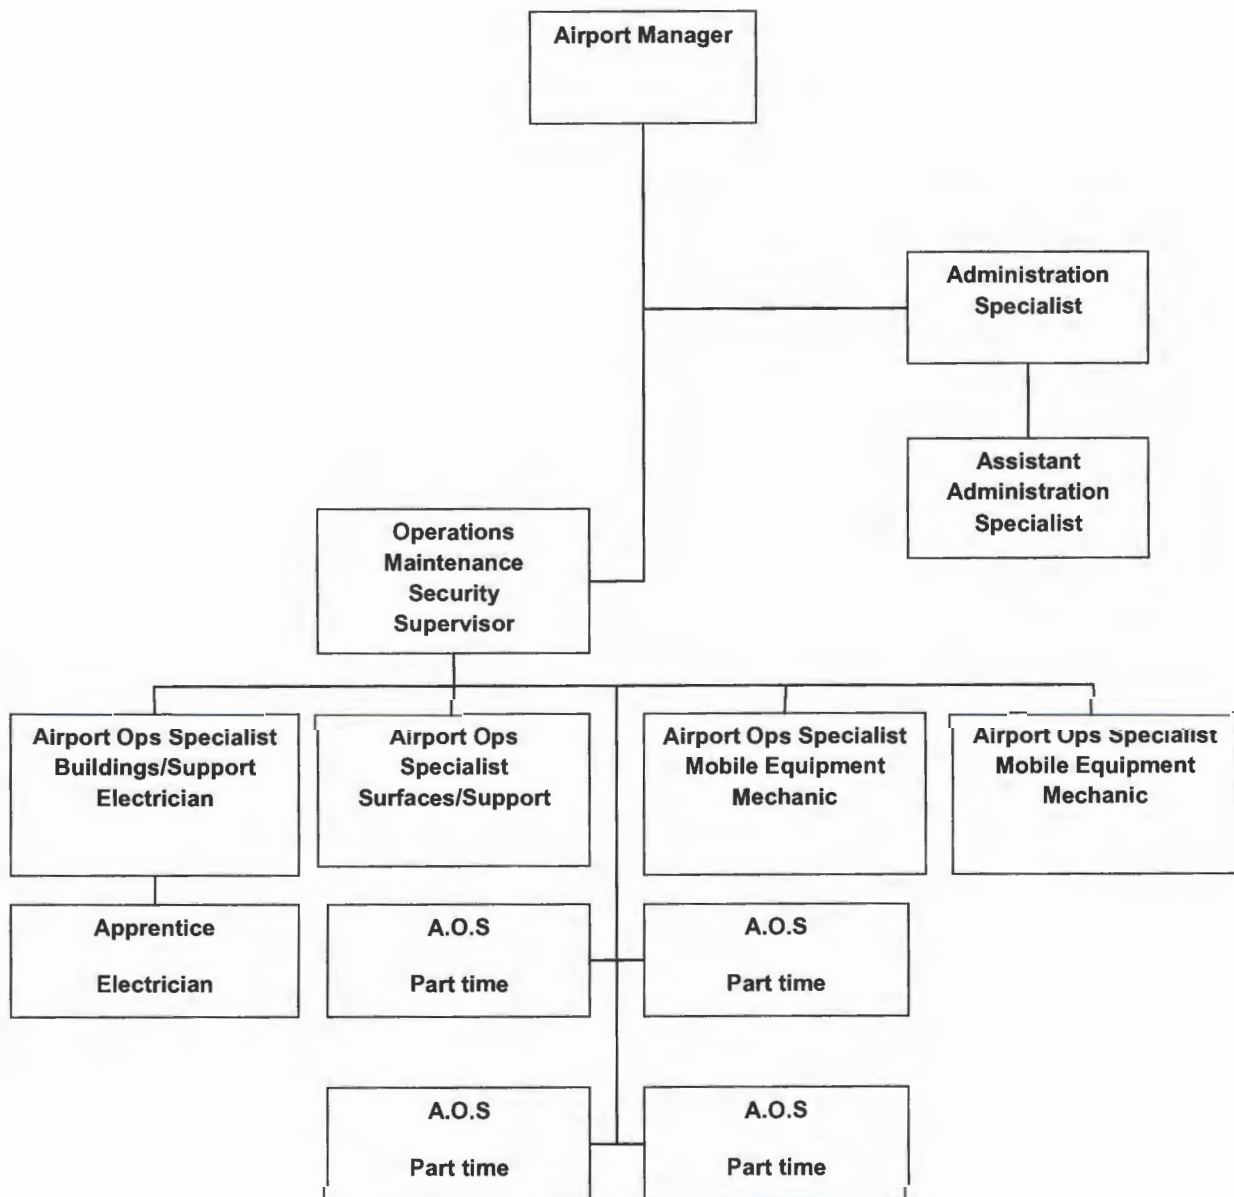 Airport Manager
Administration
Specialist
Assistant
Administration
Specialist
Operations
Maintenance
Security
Supervisor
Airport Ops Specialist
Buildings/Support
Electrician
Airport Ops
Specialist
Surfaces/Support
Airport Ops Specialist
Mobile Equipment
Mechanic
Airport Ops Specialist
Mobile Equipment
Mechanic
Apprentice
Electrician
A.O.S
Part time
A.O.S
Part time
A.O.S
Part time
A.O.S
Part time